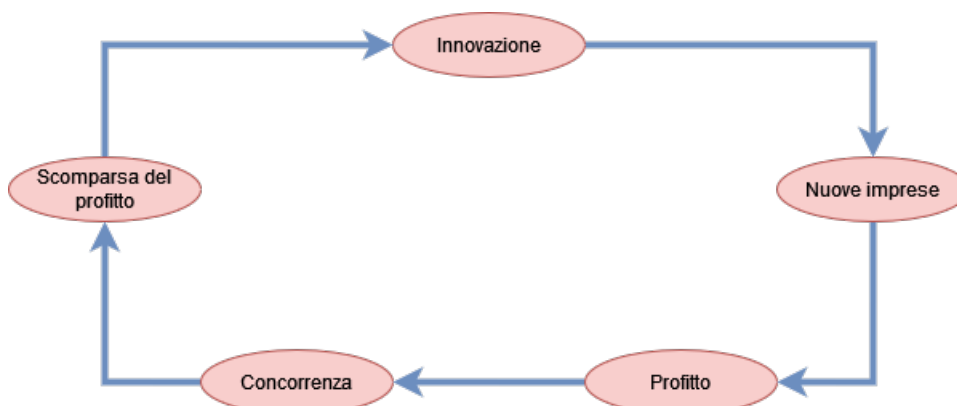 Innovazione
Nuove imprese
Profitto
Concorrenza
Scomparsa del
profitto